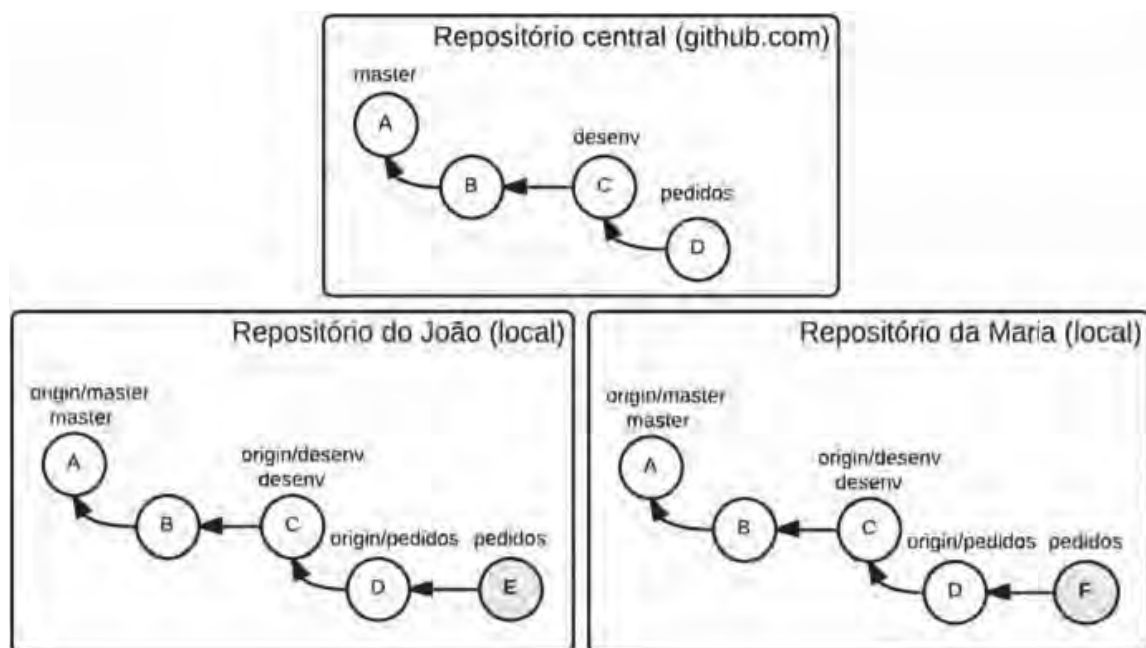 Repositório central (github.com)
master
A
desenv
B
C
pedidos
D
Repositório do João (local)
origin/master
master
A
origin/desenv
desenv
B
C
origin/pedidos
pedidos
D
E
Repositório da Maria (local)
origin/master
master
A
origin/desenv
desenv
B
C
origin/pedidos
pedidos
D
F